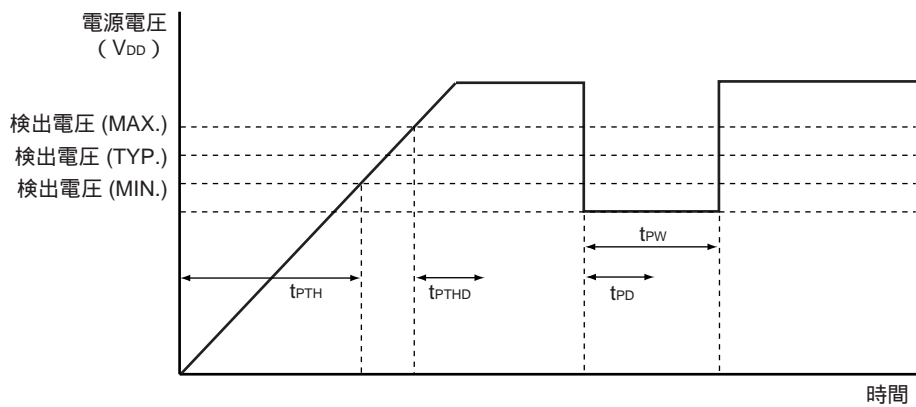 電源電圧
（VDD）
検出電圧 (MAX.)
検出電圧 (TYP.)
検出電圧 (MIN.)
tPW
tPTH
tPTHD
tPD
時間